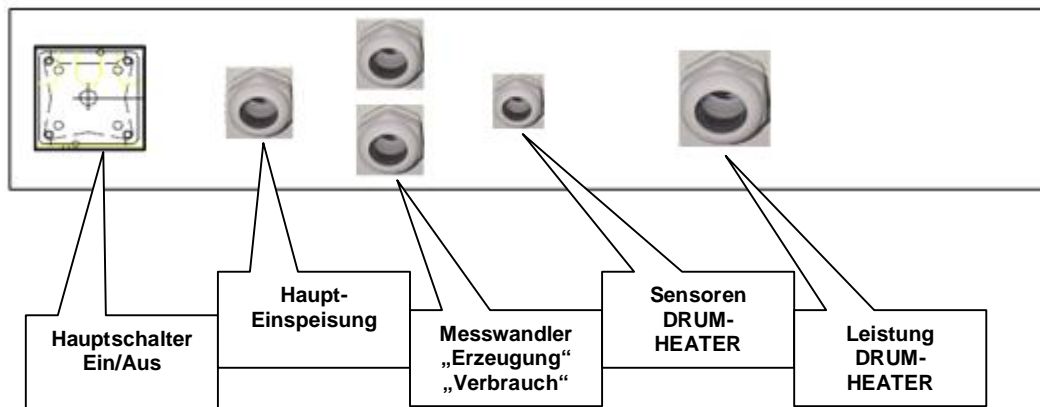 Hauptschalter
Ein/Aus
Haupt-
Einspeisung
Messwandler
„Erzeugung“
„Verbrauch“
Sensoren
DRUM-
HEATER
Leistung
DRUM-
HEATER